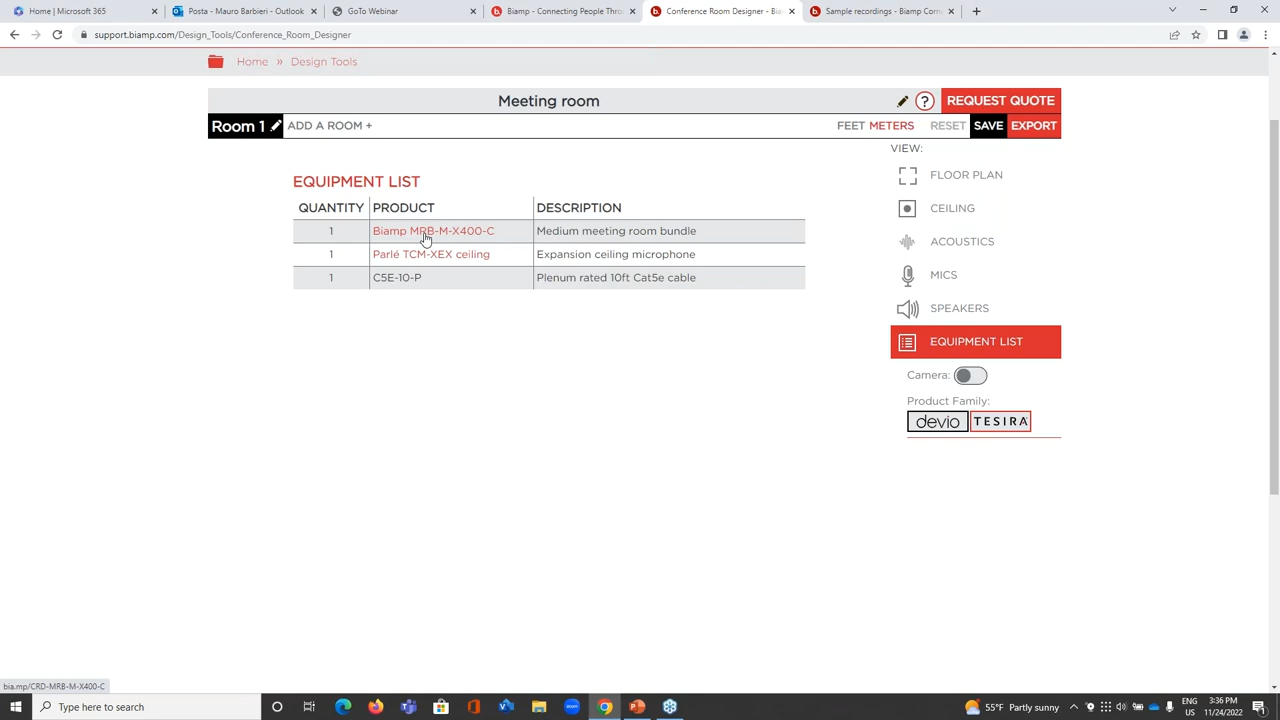 Home | Microsoft 365
Posta - Mauro Barbieri - Outlook
GoTo Webinar
Biamp - Connecting People Thro
Conference Room Designer - Bia
Sample recordings - Biamp Corn
support.biamp.com/Design_Tools/Conference_Room_Designer
Home » Design Tools
Meeting room
? REQUEST QUOTE
Room 1 ADD A ROOM + FEET METERS RESET SAVE EXPORT
VIEW:
FLOOR PLAN
CEILING
ACOUSTICS
MICS
SPEAKERS
EQUIPMENT LIST
Camera:
Product Family:
devio TESIRA
EQUIPMENT LIST
QUANTITY PRODUCT DESCRIPTION
1 Biamp MRB-M-X400-C Medium meeting room bundle
1 Parlé TCM-XEX ceiling Expansion ceiling microphone
1 C5E-10-P Plenum rated 10ft Cat5e cable
bia.mp/CRD-MRB-M-X400-C
Type here to search
55°F Partly sunny
ENG
US
3:36 PM
11/24/2022